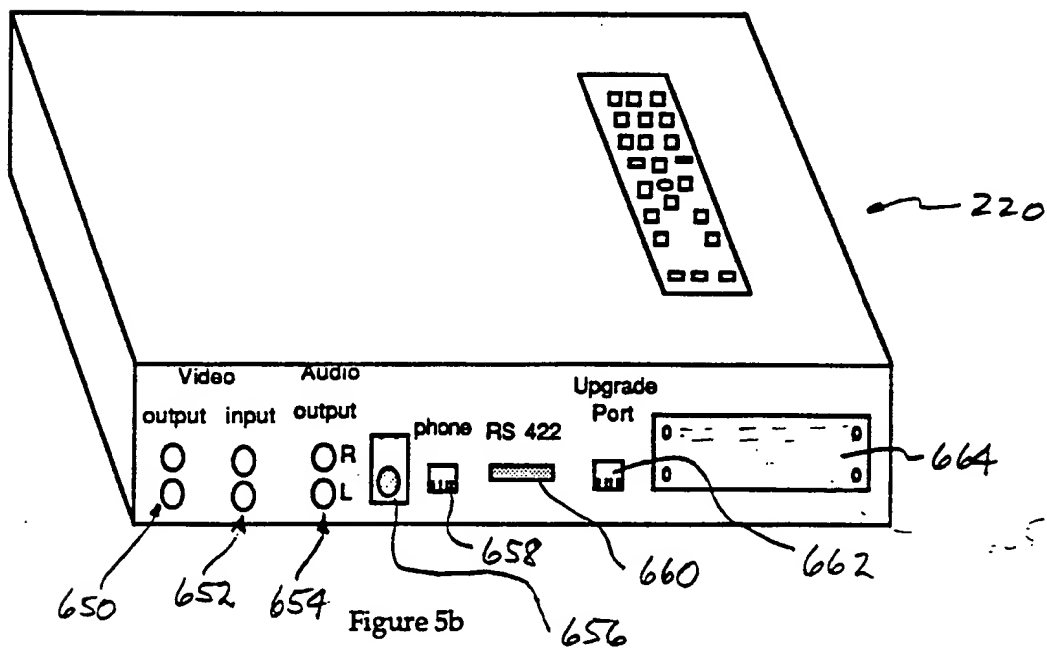 220
Video Audio
output input output
Upgrade
Port
phone RS 422
R
L
664
658
660
662
650
652
654
Figure 5b
656